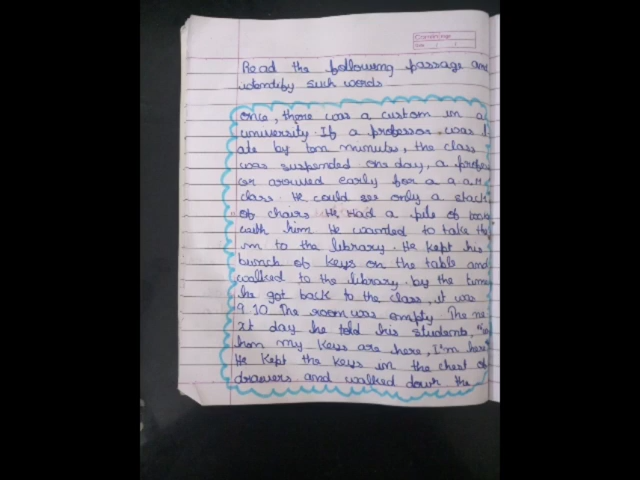 Read the following passage and
identify such words
once, there was a custom in a
university. If a professor was l
ate by ten minutes, the class
was suspended one day, a profess
or arrived early for a 9 a.m
class. He could see only a stack
of chairs He Had a pile of books
with him He wanted to take the
m to the library. He kept his
bunch of keys on the table and
walked to the library. by the time
he got back to the class, it was
9.10 The room was empty The ne
xt day he told his students, "w
hen my keys are here, I'm here"
He kept the keys in the chest of
drawers and walked down the